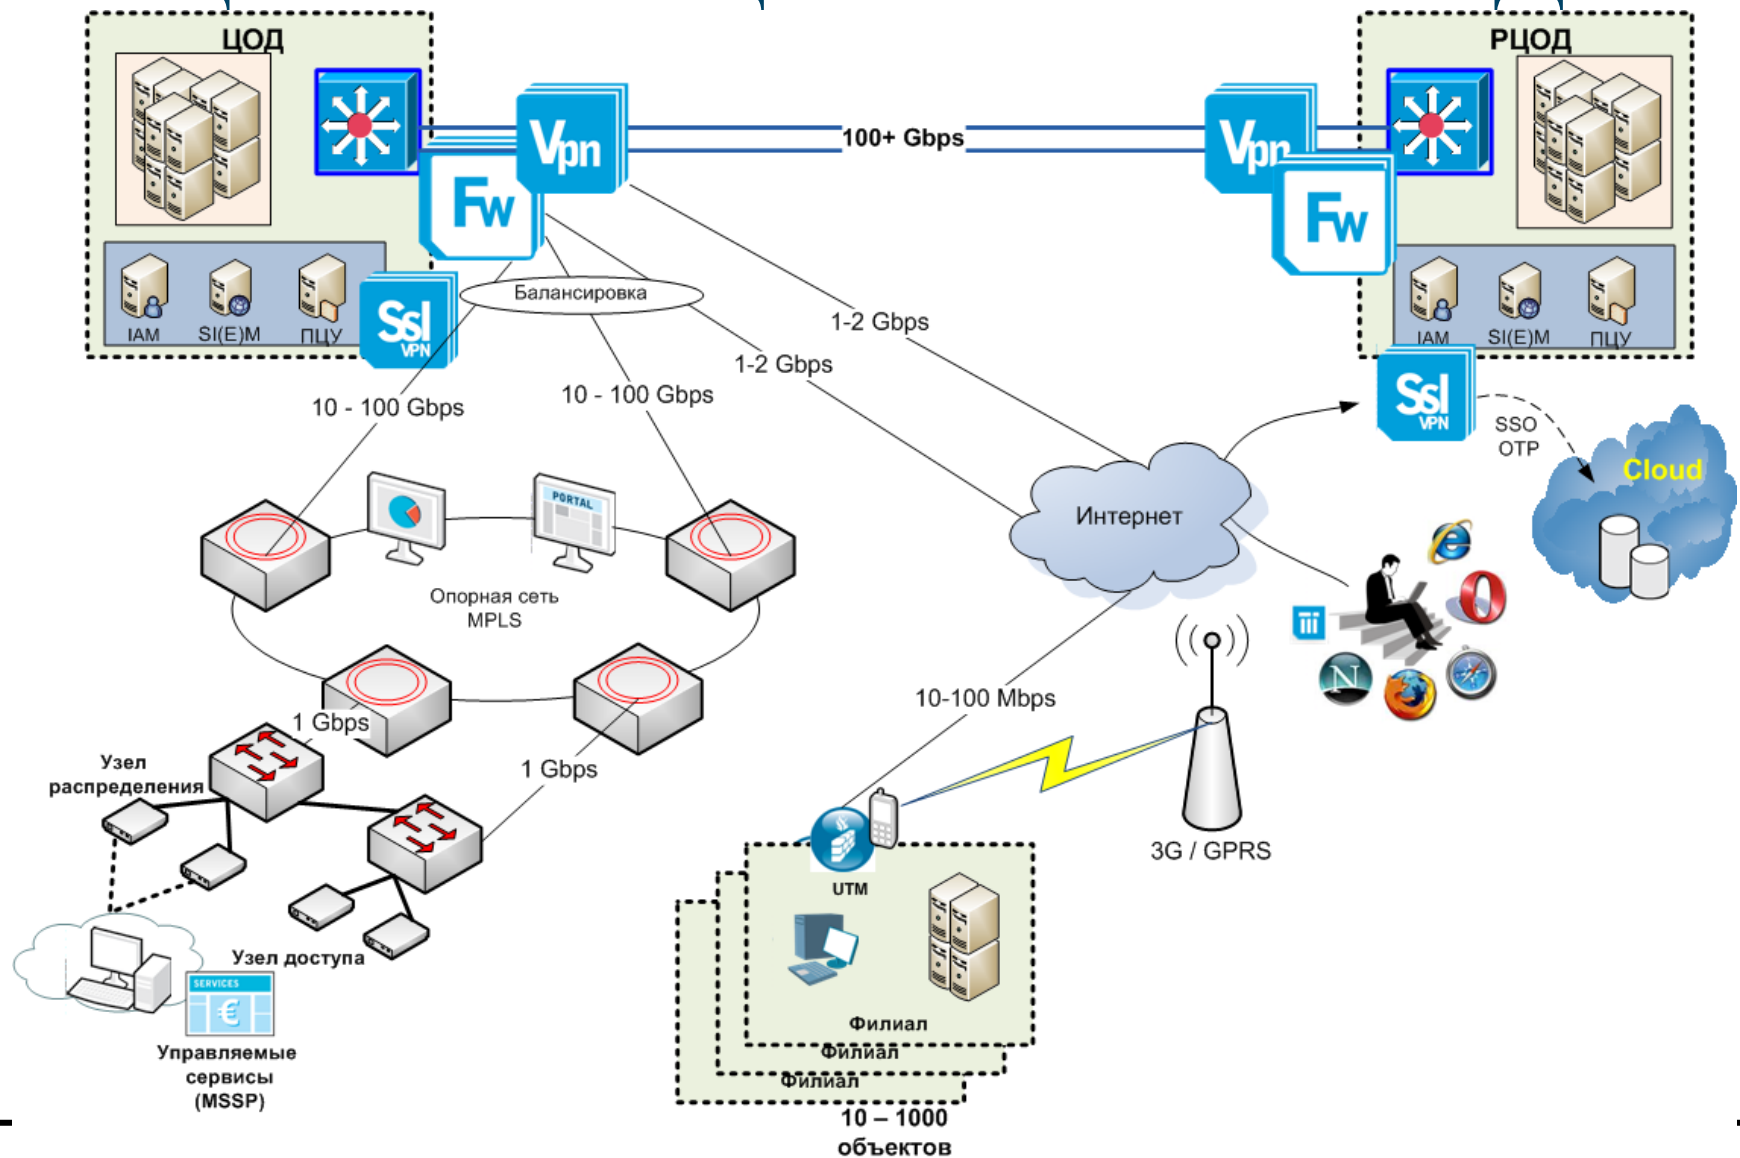 ЦОД
РЦОД
Vpn
100+ Gbps
Vpn
Fw
Fw
IAM
SI(E)M
ПЦУ
Ssl
VPN
Балансировка
1-2 Gbps
1-2 Gbps
10 - 100 Gbps
10 - 100 Gbps
IAM
SI(E)M
ПЦУ
Ssl
VPN
SSO
OTP
Cloud
PORTAL
Интернет
Опорная сеть
MPLS
N
10-100 Mbps
1 Gbps
1 Gbps
Узел
распределения
3G / GPRS
UTM
Узел доступа
SERVICES
€
Управляемые
сервисы
(MSSP)
Филиал
Филиал
Филиал
10 – 1000
объектов